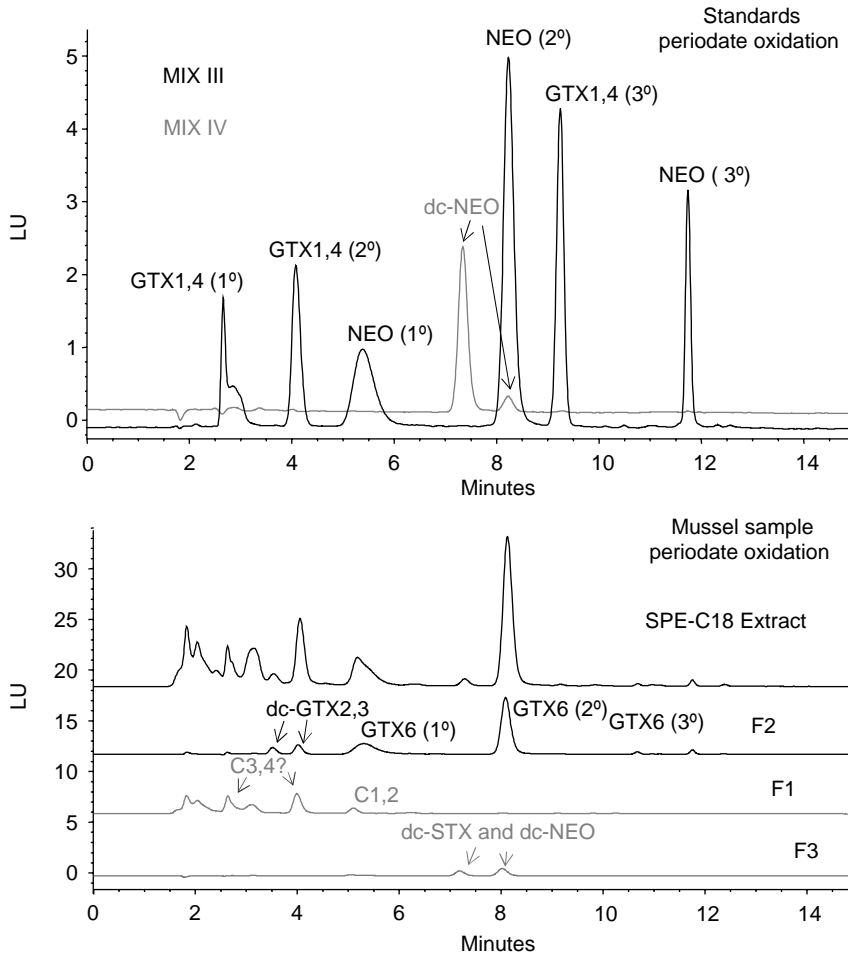 Standards
periodate oxidation
MIX III
MIX IV
NEO (2º)
GTX1,4 (3º)
NEO ( 3º)
dc-NEO
GTX1,4 (2º)
GTX1,4 (1º)
NEO (1º)
LU
5
4
3
2
1
0
0 2 4 6 8 10 12 14
Minutes
Mussel sample
periodate oxidation
SPE-C18 Extract
LU
30
25
20
15
10
5
0
dc-GTX2,3
GTX6 (1º)
GTX6 (2º)
GTX6 (3º)
F2
C3,4?
C1,2
F1
dc-STX and dc-NEO
F3
0 2 4 6 8 10 12 14
Minutes